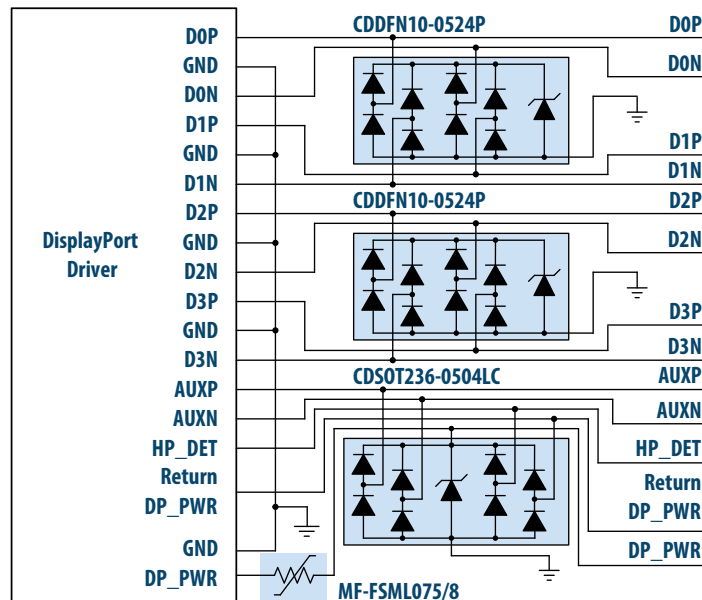 CDDFN10-0524P
D0P
D0P
GND
D0N
D0N
D1P
GND
D1P
D1N
D1N
CDDFN10-0524P
D2P
D2P
DisplayPort
Driver
GND
D2N
D2N
D3P
D3P
GND
D3N
D3N
CDSOT236-0504LC
AUXP
AUXP
AUXN
AUXN
HP_DET
HP_DET
Return
Return
DP_PWR
DP_PWR
GND
DP_PWR
DP_PWR
MF-FSML075/8